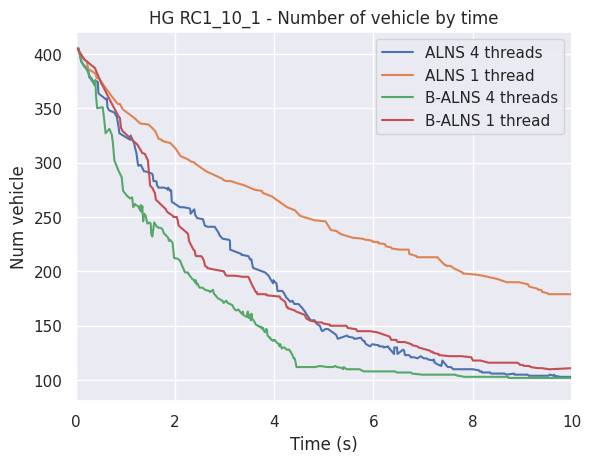 HG RC1_10_1 - Number of vehicle by time
ALNS 4 threads
ALNS 1 thread
B-ALNS 4 threads
B-ALNS 1 thread
Num vehicle
400
350
300
250
200
150
100
0 2 4 6 8 10
Time (s)